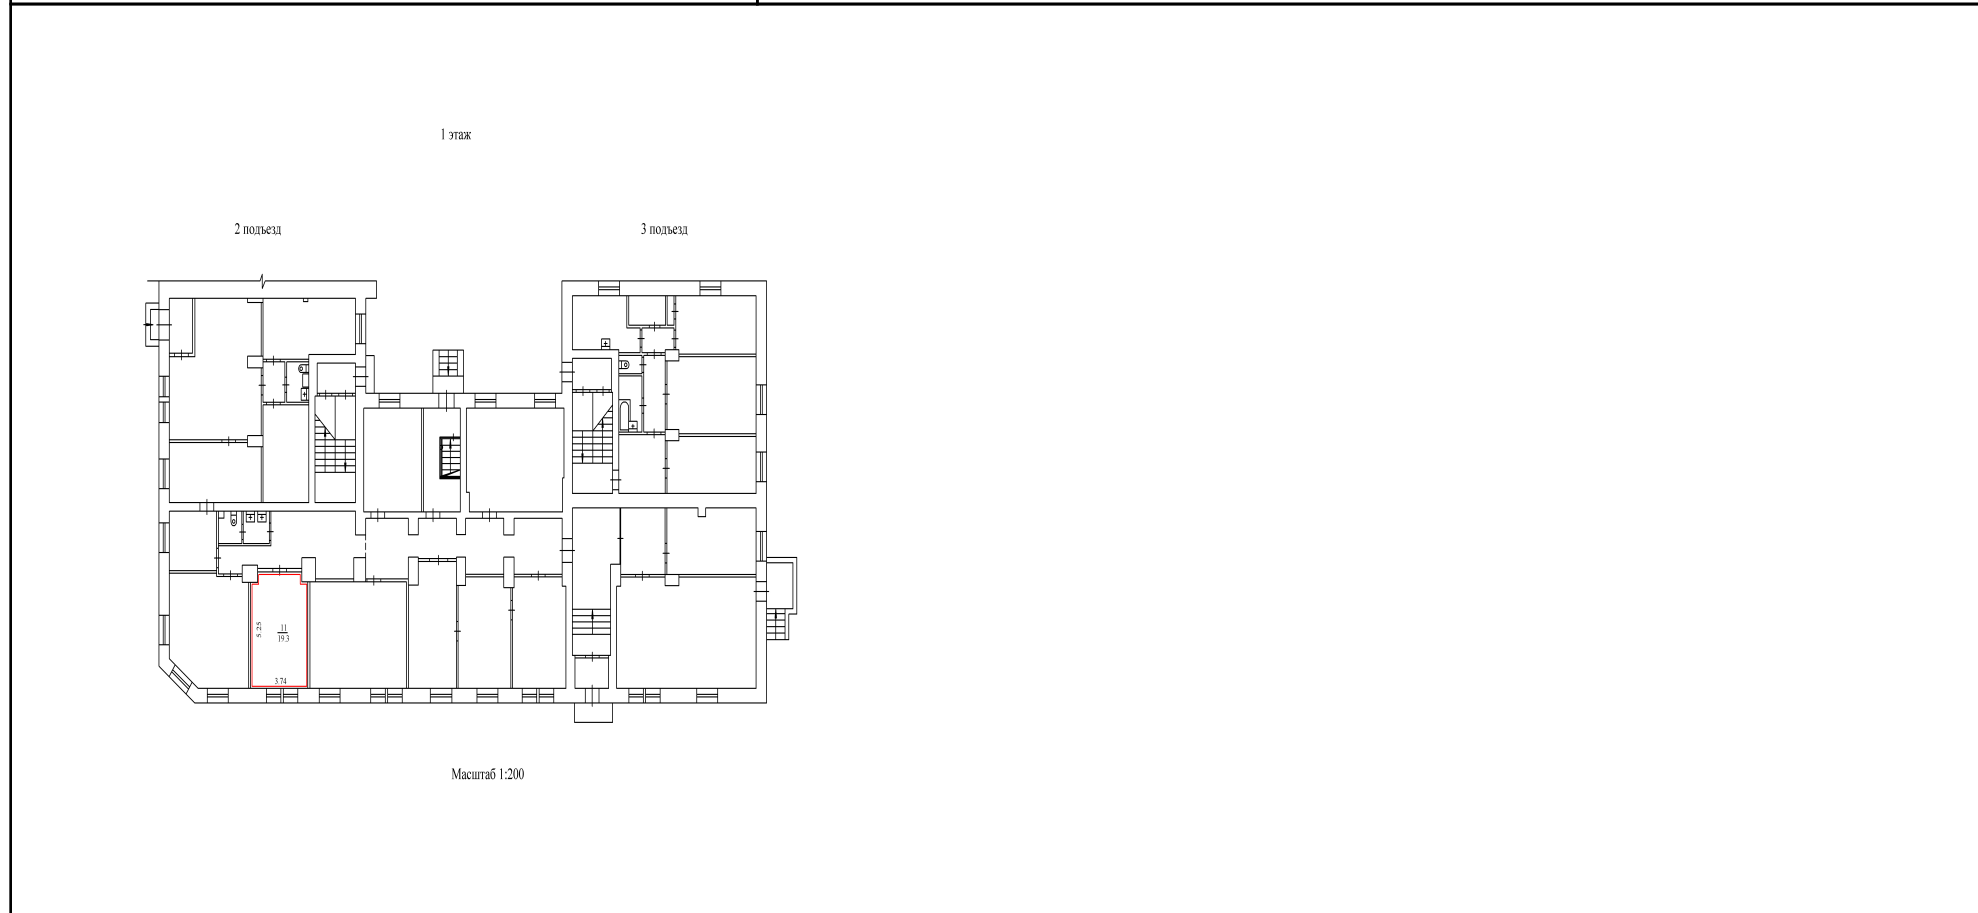 1 этаж
2 подъезд
3 подъезд
5.25
11
19.3
3.74
Масштаб 1:200